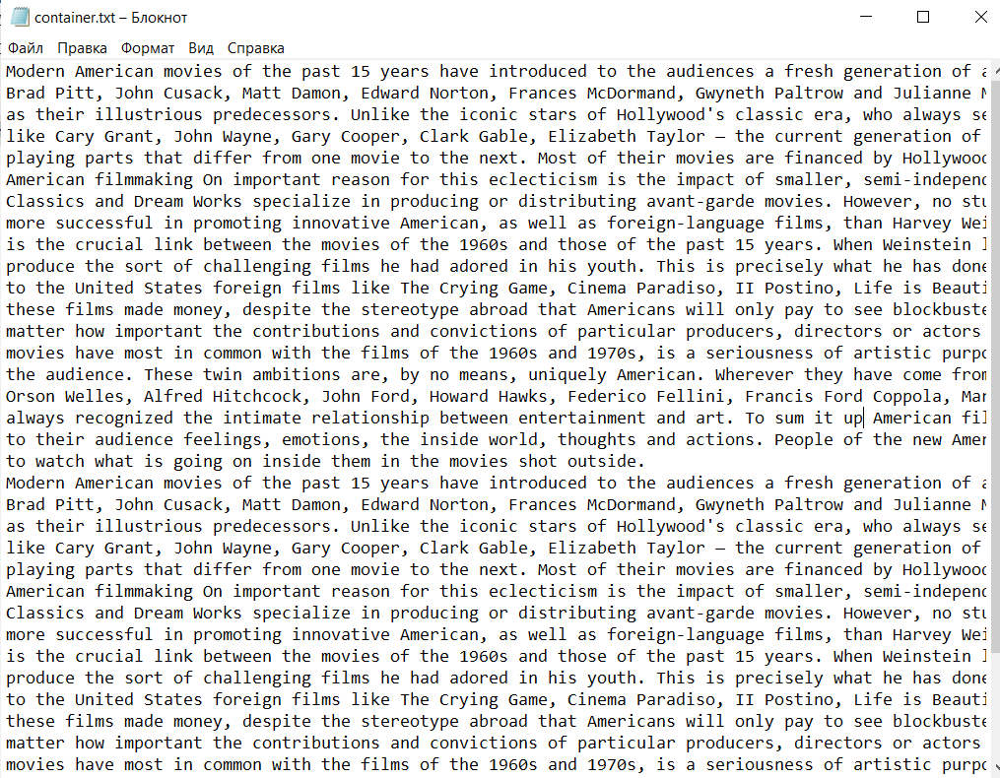 container.txt – Блокнот
Файл Правка Формат Вид Справка
Modern American movies of the past 15 years have introduced to the audiences a fresh generation of a
Brad Pitt, John Cusack, Matt Damon, Edward Norton, Frances McDormand, Gwyneth Paltrow and Julianne M
as their illustrious predecessors. Unlike the iconic stars of Hollywood's classic era, who always se
like Cary Grant, John Wayne, Gary Cooper, Clark Gable, Elizabeth Taylor – the current generation of
playing parts that differ from one movie to the next. Most of their movies are financed by Hollywood
American filmmaking On important reason for this eclecticism is the impact of smaller, semi-independ
Classics and Dream Works specialize in producing or distributing avant-garde movies. However, no stu
more successful in promoting innovative American, as well as foreign-language films, than Harvey Wei
is the crucial link between the movies of the 1960s and those of the past 15 years. When Weinstein l
produce the sort of challenging films he had adored in his youth. This is precisely what he has done
to the United States foreign films like The Crying Game, Cinema Paradiso, II Postino, Life is Beauti
these films made money, despite the stereotype abroad that Americans will only pay to see blockbuste
matter how important the contributions and convictions of particular producers, directors or actors
movies have most in common with the films of the 1960s and 1970s, is a seriousness of artistic purpo
the audience. These twin ambitions are, by no means, uniquely American. Wherever they have come from
Orson Welles, Alfred Hitchcock, John Ford, Howard Hawks, Federico Fellini, Francis Ford Coppola, Mar
always recognized the intimate relationship between entertainment and art. To sum it up American fil
to their audience feelings, emotions, the inside world, thoughts and actions. People of the new Amer
to watch what is going on inside them in the movies shot outside.
Modern American movies of the past 15 years have introduced to the audiences a fresh generation of a
Brad Pitt, John Cusack, Matt Damon, Edward Norton, Frances McDormand, Gwyneth Paltrow and Julianne M
as their illustrious predecessors. Unlike the iconic stars of Hollywood's classic era, who always se
like Cary Grant, John Wayne, Gary Cooper, Clark Gable, Elizabeth Taylor – the current generation of
playing parts that differ from one movie to the next. Most of their movies are financed by Hollywood
American filmmaking On important reason for this eclecticism is the impact of smaller, semi-independ
Classics and Dream Works specialize in producing or distributing avant-garde movies. However, no stu
more successful in promoting innovative American, as well as foreign-language films, than Harvey Wei
is the crucial link between the movies of the 1960s and those of the past 15 years. When Weinstein l
produce the sort of challenging films he had adored in his youth. This is precisely what he has done
to the United States foreign films like The Crying Game, Cinema Paradiso, II Postino, Life is Beauti
these films made money, despite the stereotype abroad that Americans will only pay to see blockbuste
matter how important the contributions and convictions of particular producers, directors or actors
movies have most in common with the films of the 1960s and 1970s, is a seriousness of artistic purpo